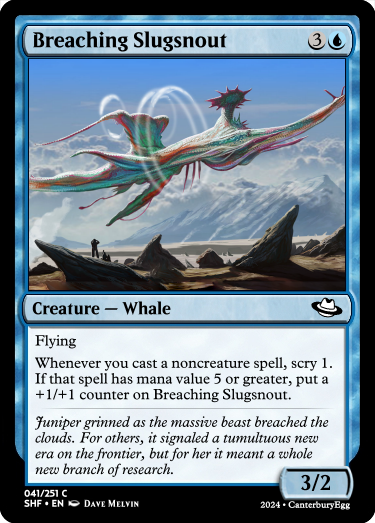 Breaching Slugsnout 3
Creature — Whale
Flying
Whenever you cast a noncreature spell, scry 1.
If that spell has mana value 5 or greater, put a
+1/+1 counter on Breaching Slugsnout.
Juniper grinned as the massive beast breached the
clouds. For others, it signaled a tumultuous new
era on the frontier, but for her it meant a whole
new branch of research.
3/2
041/251 C
SHF • EN Dave Melvin
2024 • CanterburyEgg